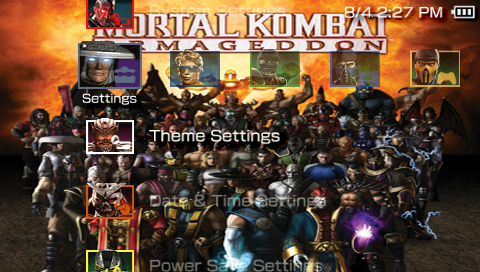 System Settings
8/4 2:27 PM
MORTAL KOMBAT
ARMAGEDDON
Settings
Theme Settings
Date & Time Settings
Power Save Settings